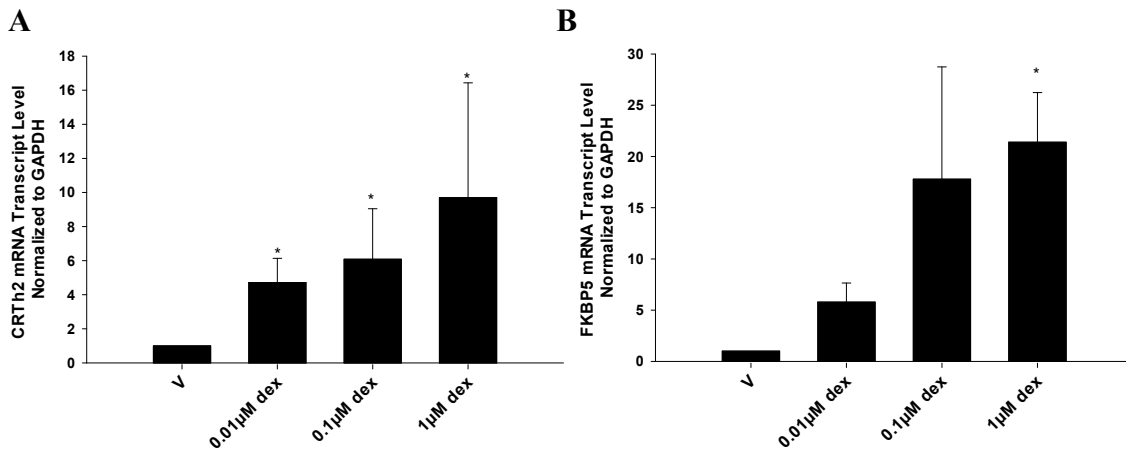 A
CRTh2 mRNA Transcript Level
Normalized to GAPDH
18
16
14
12
10
8
6
4
2
0
*
*
*
V
0.01µM dex
0.1µM dex
1µM dex
B
FKBP5 mRNA Transcript Level
Normalized to GAPDH
30
25
20
15
10
5
0
*
V
0.01µM dex
0.1µM dex
1µM dex